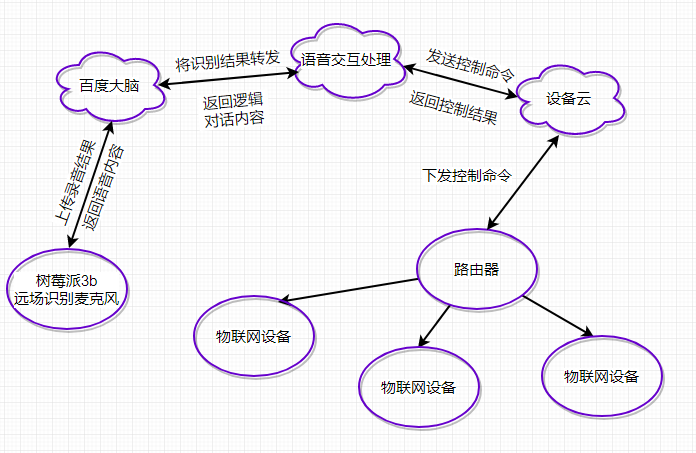 将识别结果转发
语音交互处理
发送控制命令
百度大脑
返回逻辑
对话内容
返回控制结果
设备云
上传录音结果
返回语音内容
下发控制命令
树莓派3b
远场识别麦克风
路由器
物联网设备
物联网设备
物联网设备